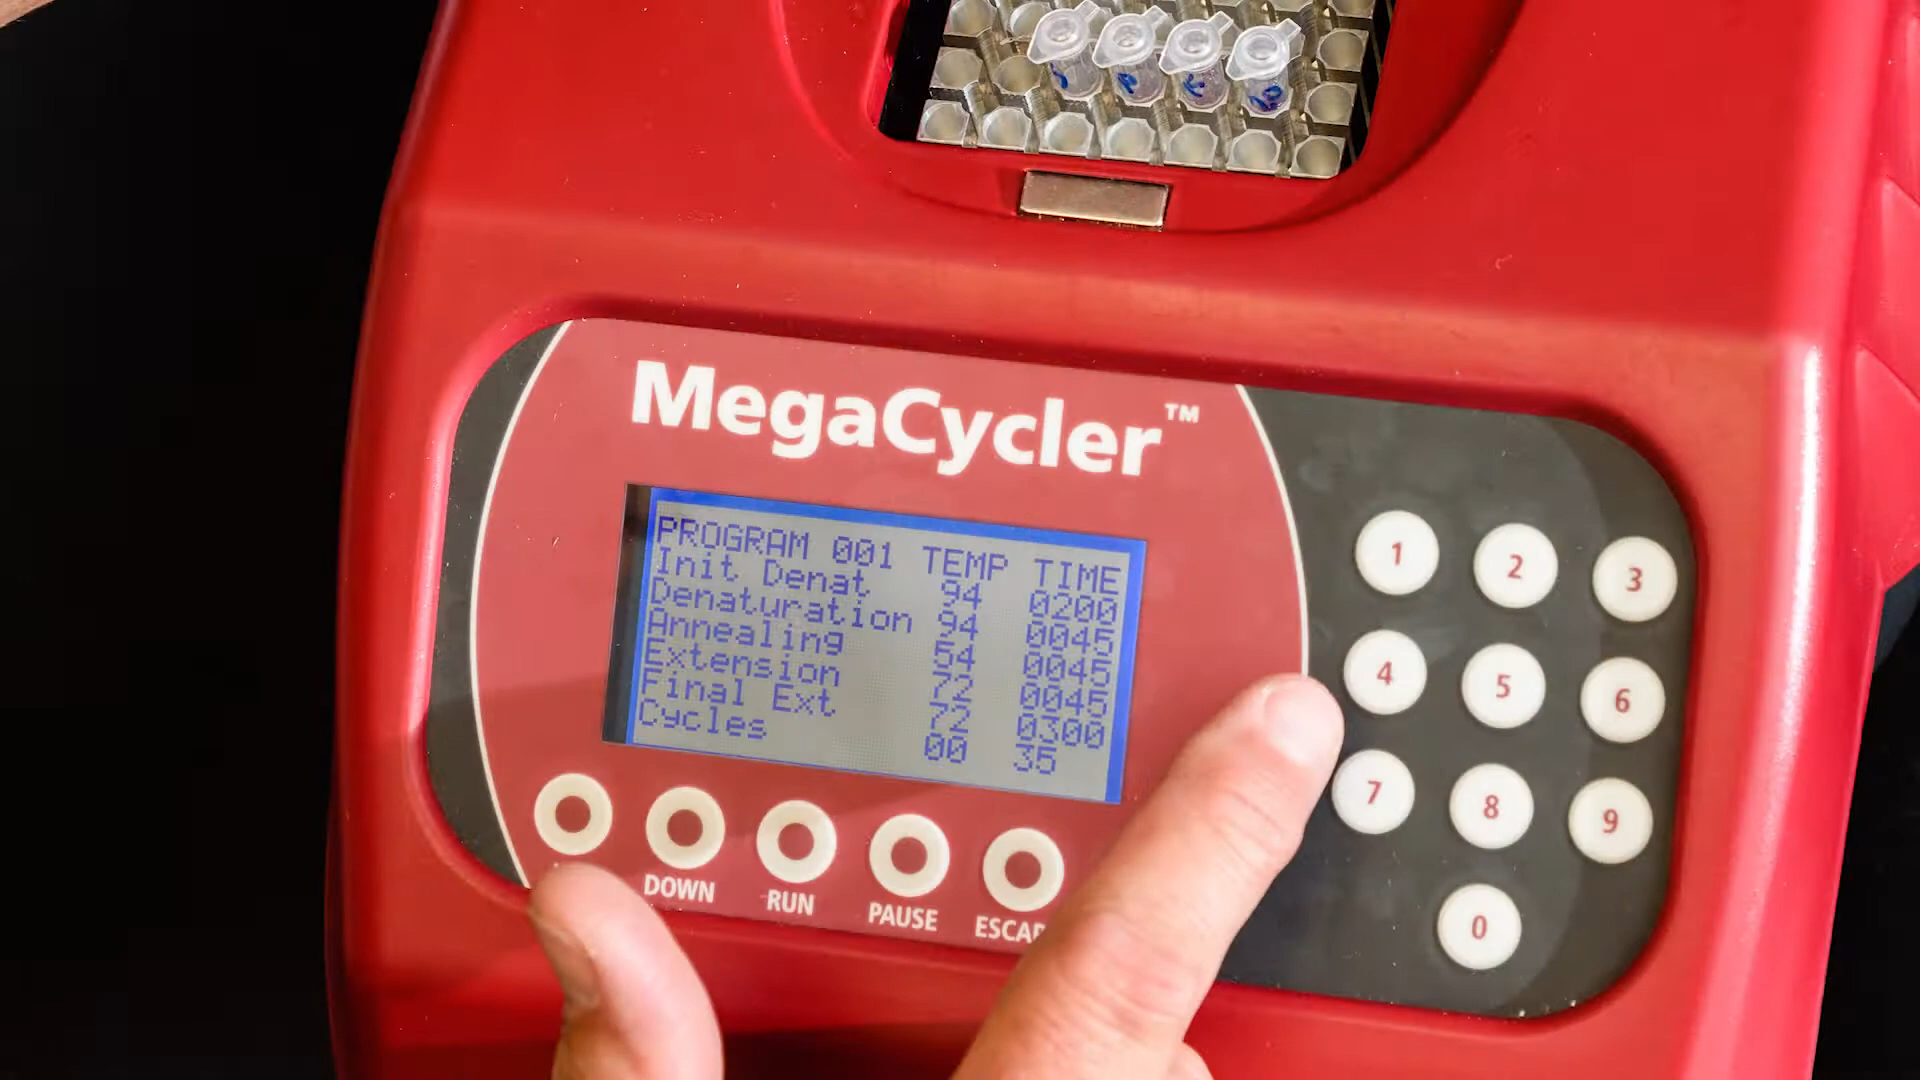 MegaCycler™
PROGRAM 001 TEMP TIME
Init Denat 94 0200
Denaturation 94 0045
Annealing 54 0045
Extension 72 0045
Final Ext 72 0300
Cycles 00 35
DOWN
RUN
PAUSE
1 2 3
4 5 6
7 8 9
0